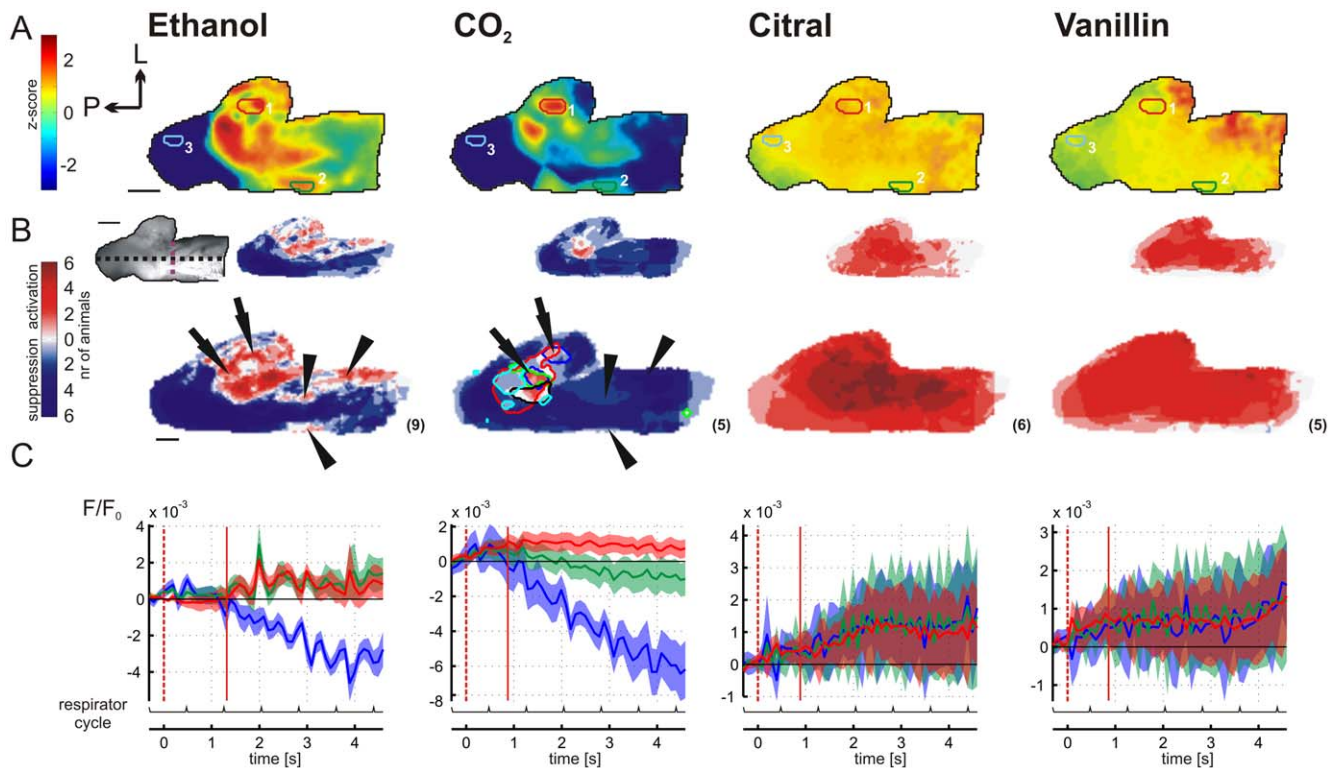 A
Ethanol
CO2
Citral
Vanillin
z-score
2
0
-2
L
P
1
2
3
1
2
3
1
2
3
1
2
3
B
suppression activation
nr of animals
6
4
2
0
2
4
6
(9)
(5)
(6)
(5)
C
F/F0
x 10-3
4
2
0
-2
-4
x 10-3
2
0
-2
-4
-6
-8
x 10-3
4
3
2
1
0
-1
x 10-3
3
2
1
0
-1
respirator
cycle
0 1 2 3 4
time [s]
0 1 2 3 4
time [s]
0 1 2 3 4
time [s]
0 1 2 3 4
time [s]